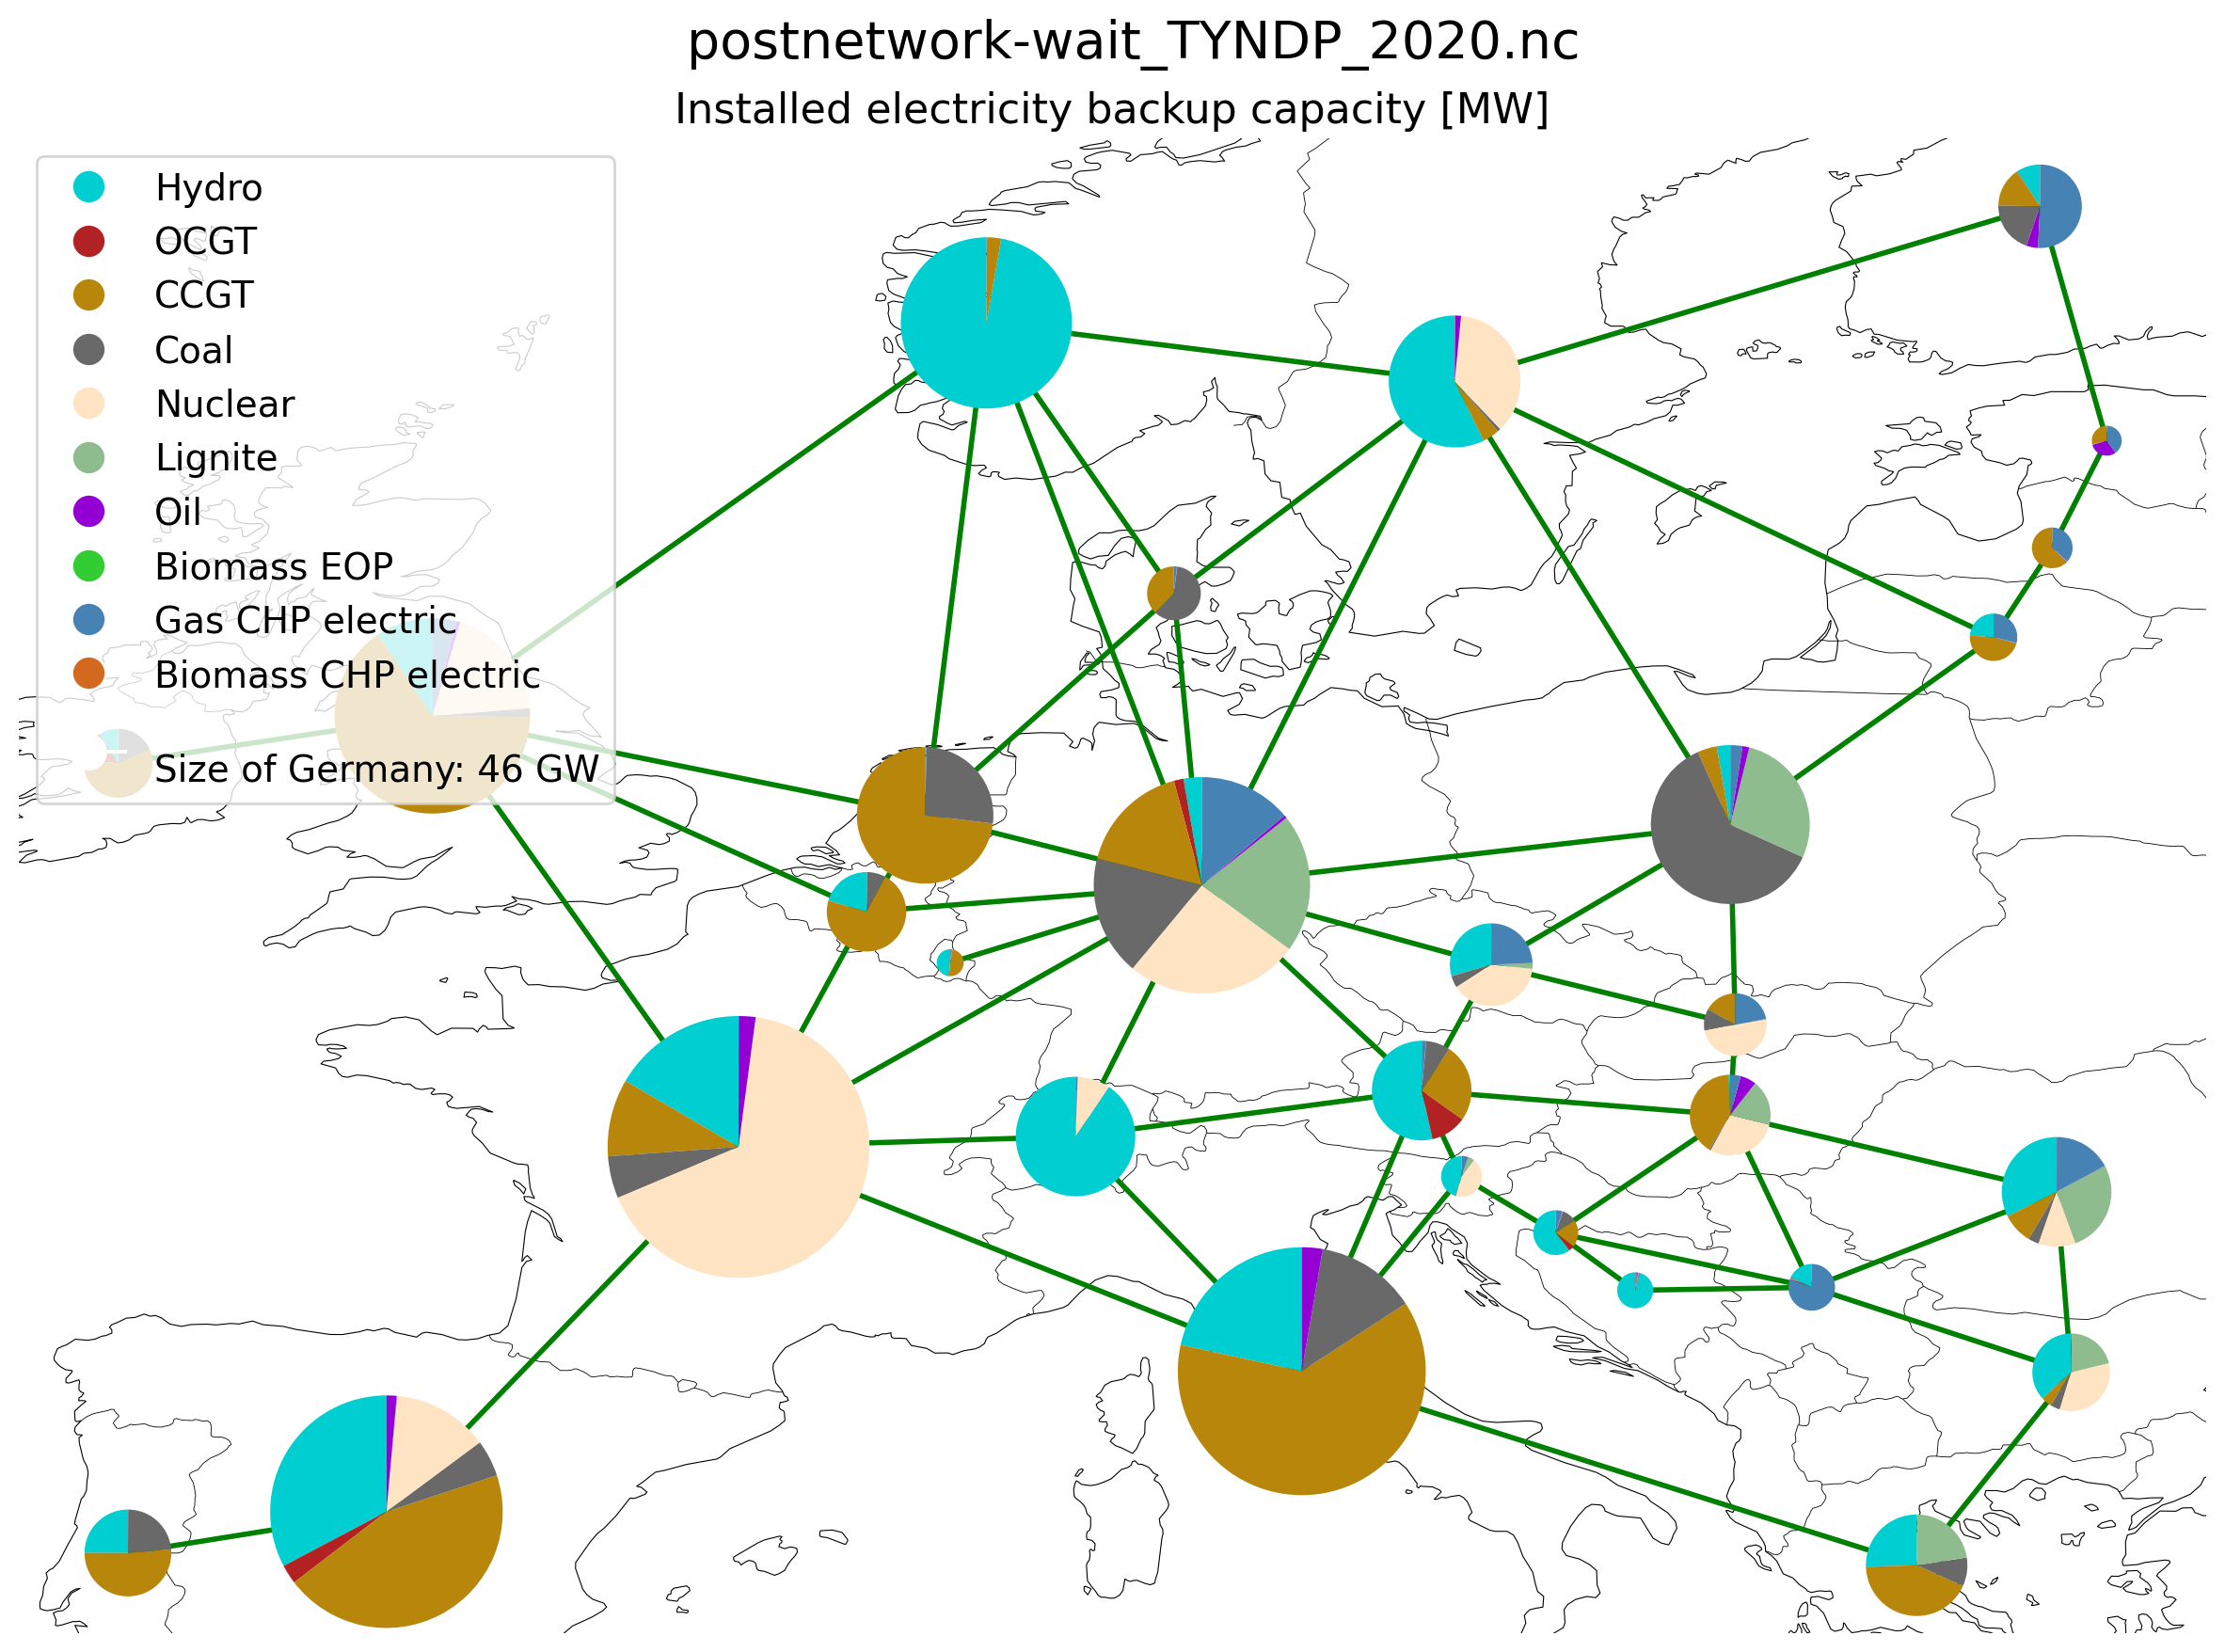 postnetwork-wait_TYNDP_2020.nc
Installed electricity backup capacity [MW]
Hydro
OCGT
CCGT
Coal
Nuclear
Lignite
Oil
Biomass EOP
Gas CHP electric
Biomass CHP electric
Size of Germany: 46 GW